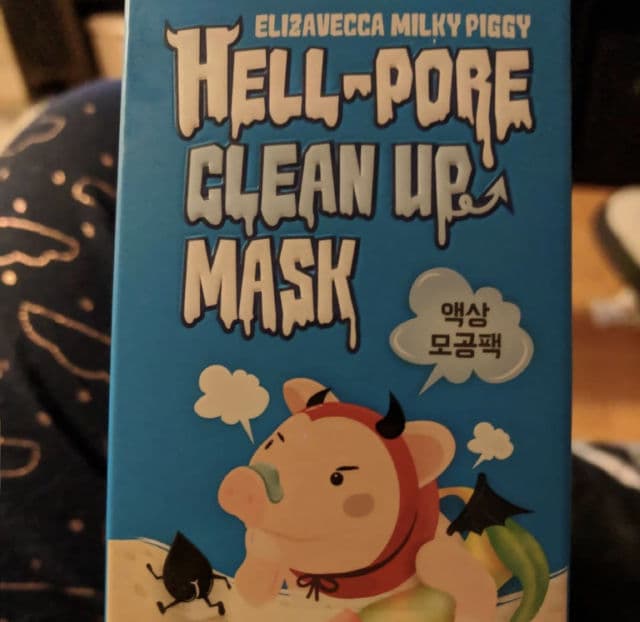 ELIZAVECCA MILKY PIGGY
HELL-PORE
CLEAN UP
MASK
액상
모공팩